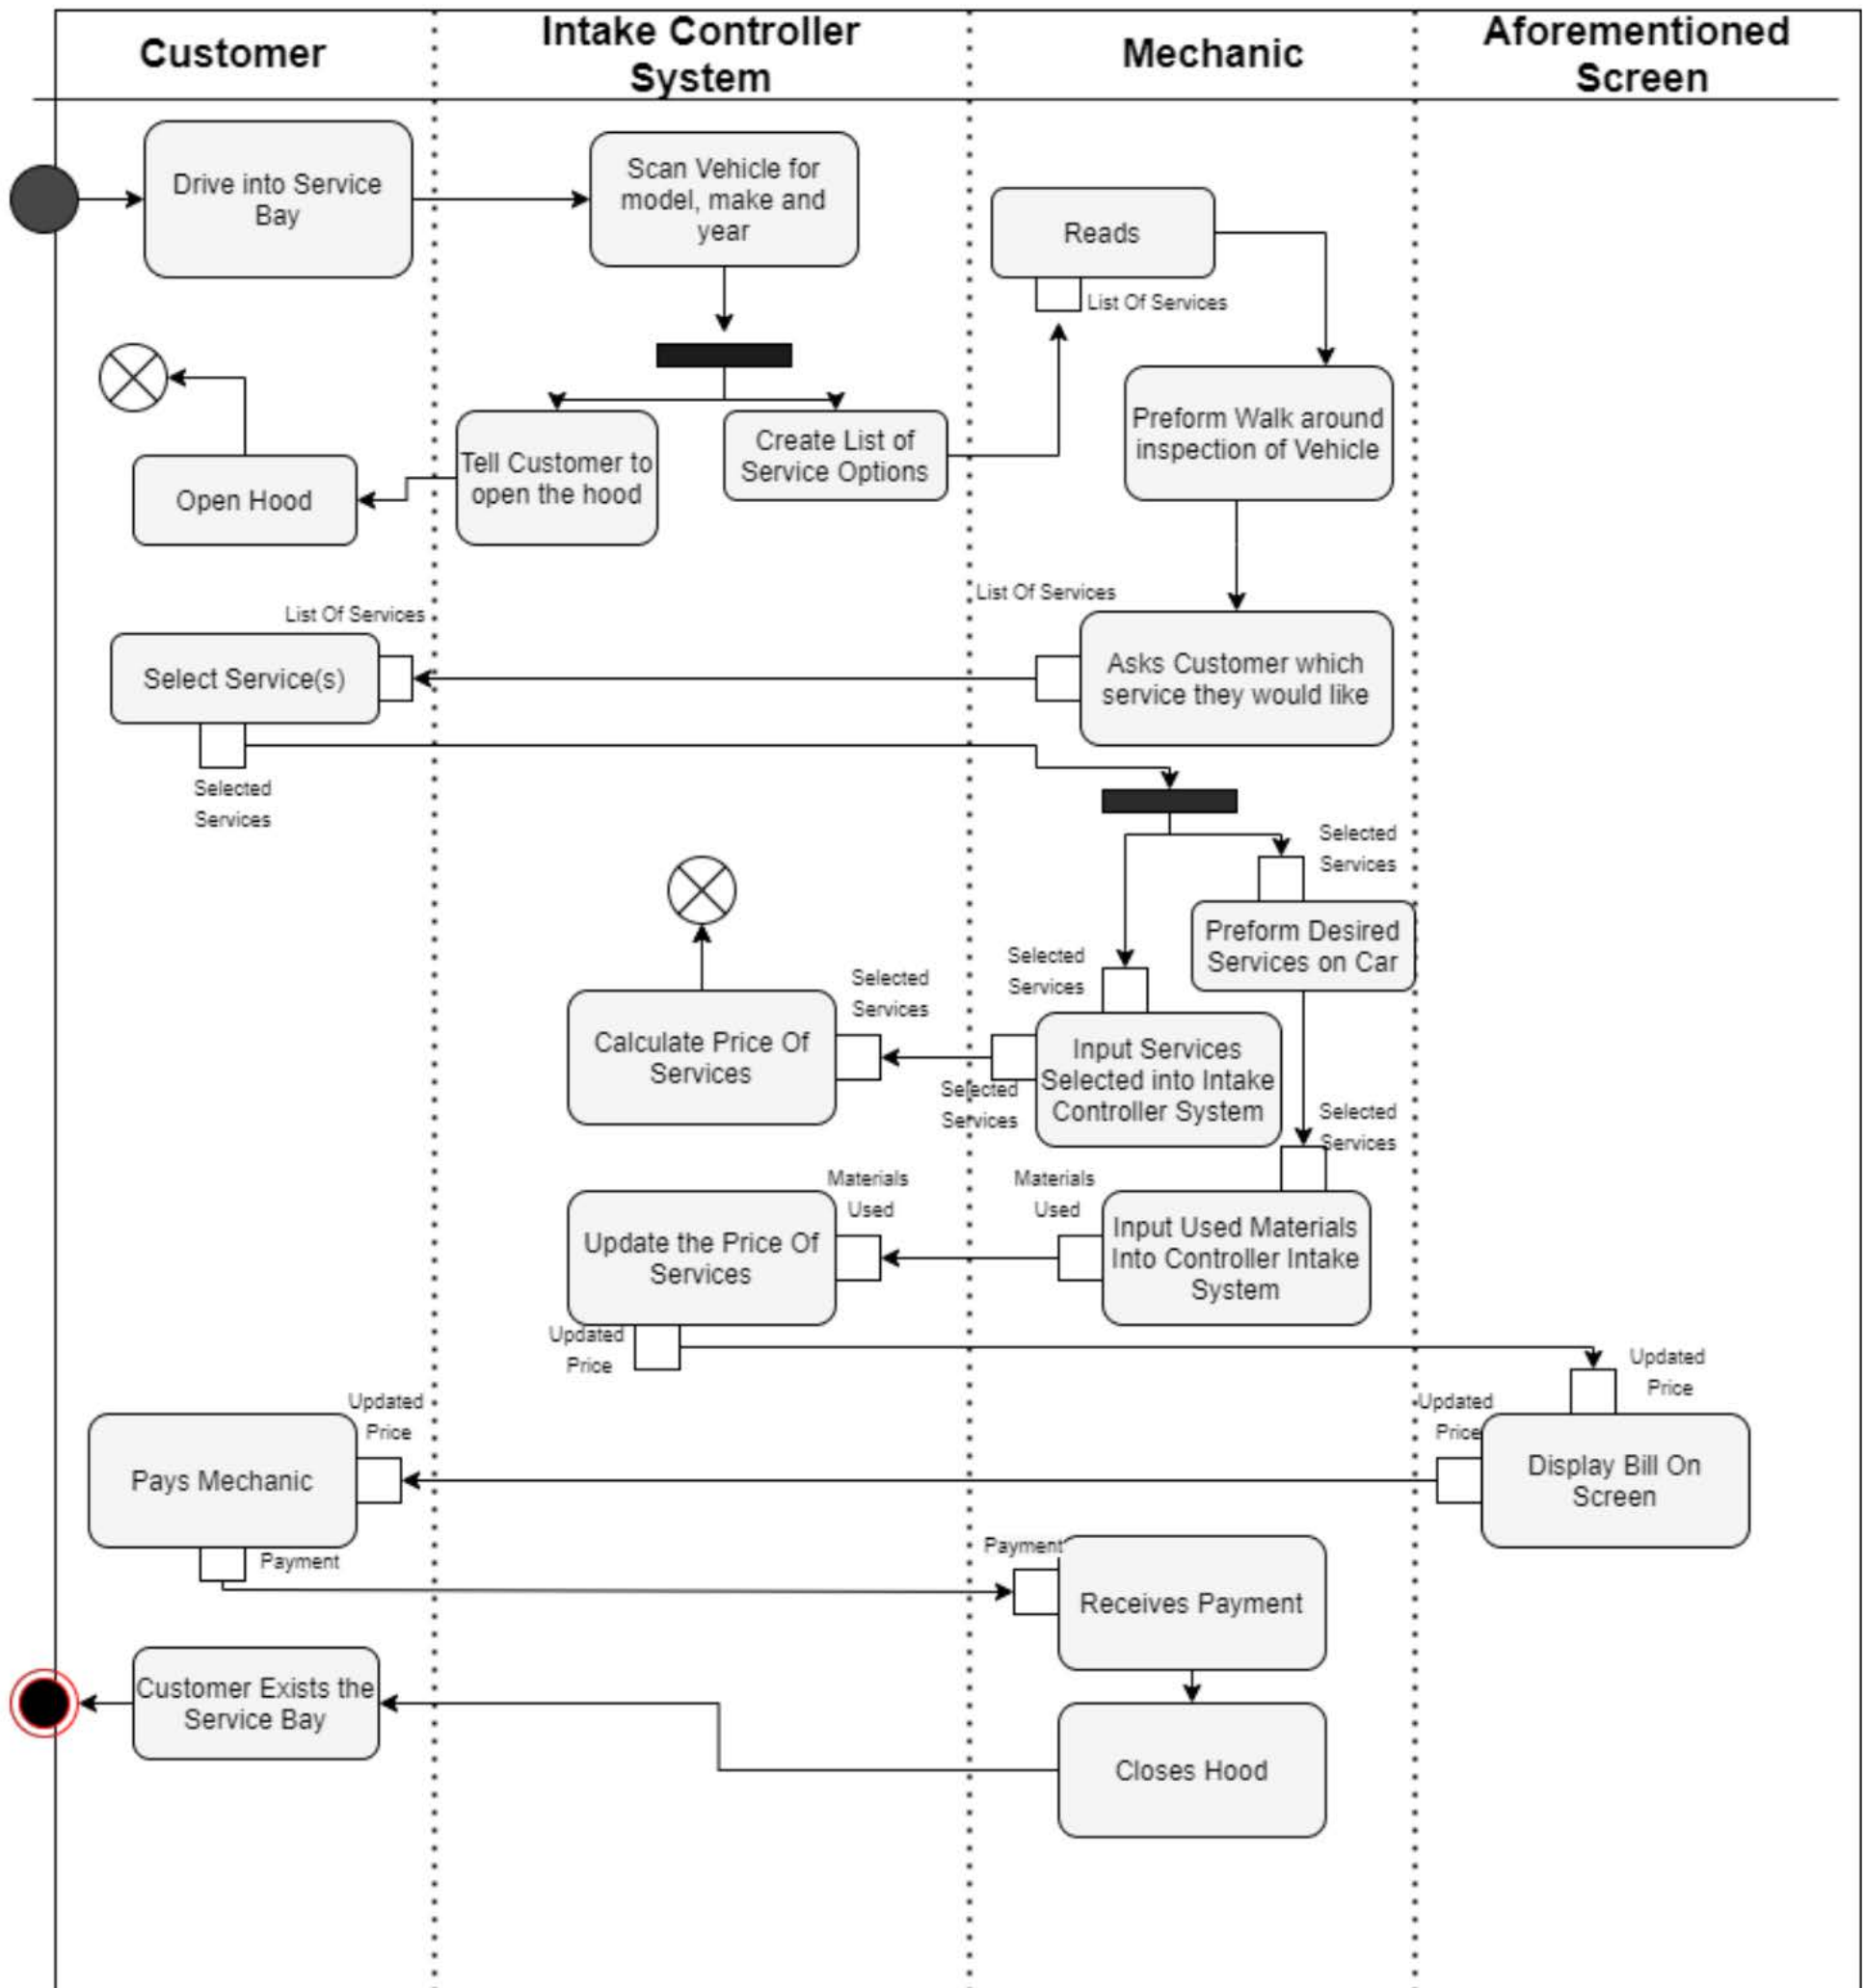 Customer
Intake Controller
System
Mechanic
Aforementioned
Screen
Drive into Service
Bay
Scan Vehicle for
model, make and
year
Reads
List Of Services
Preform Walk around
inspection of Vehicle
Create List of
Service Options
Tell Customer to
open the hood
Open Hood
List Of Services
List Of Services
Select Service(s)
Asks Customer which
service they would like
Selected
Services
Selected
Services
Preform Desired
Services on Car
Selected
Services
Selected
Services
Calculate Price Of
Services
Input Services
Selected into Intake
Controller System
Selected
Services
Selected
Services
Materials
Used
Materials
Used
Update the Price Of
Services
Input Used Materials
Into Controller Intake
System
Updated
Price
Updated
Price
Updated
Price
Updated
Price
Pays Mechanic
Display Bill On
Screen
Payment
Payment
Receives Payment
Customer Exists the
Service Bay
Closes Hood